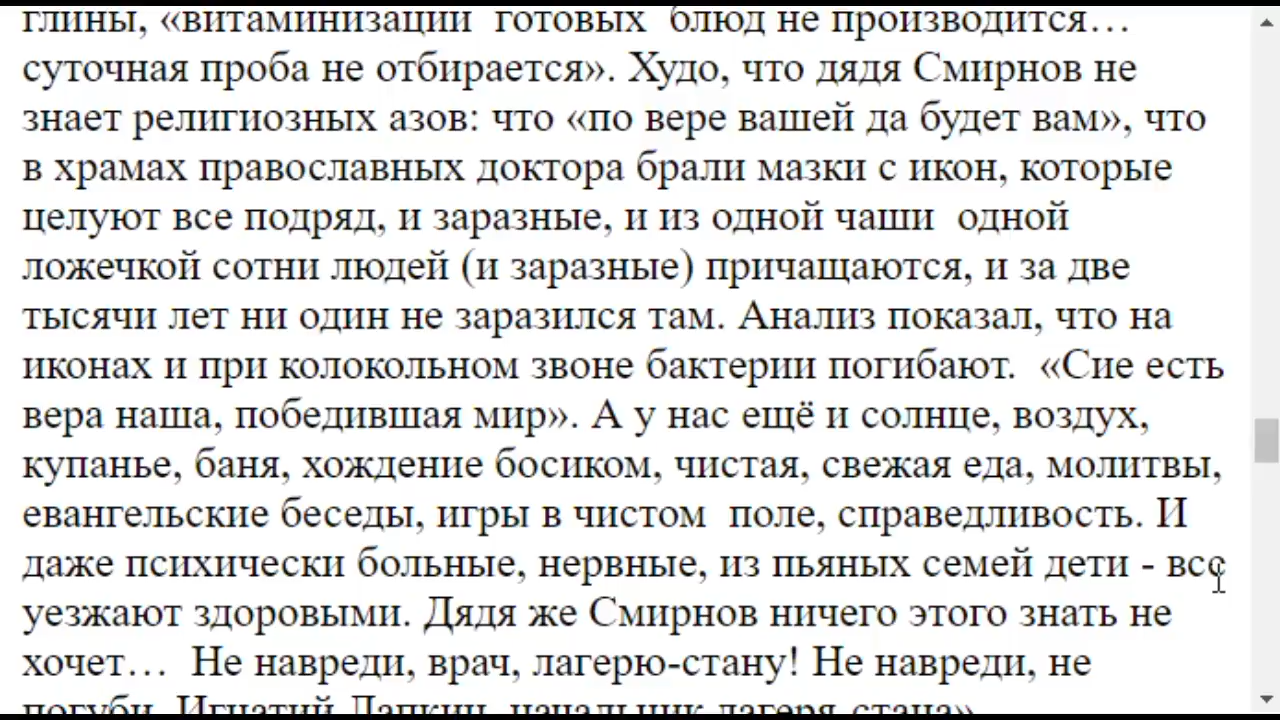 глины, «витаминизации  готовых  блюд не производится…
суточная проба не отбирается». Худо, что дядя Смирнов не
знает религиозных азов: что «по вере вашей да будет вам», что
в храмах православных доктора брали мазки с икон, которые
целуют все подряд, и заразные, и из одной чаши  одной
ложечкой сотни людей (и заразные) причащаются, и за две
тысячи лет ни один не заразился там. Анализ показал, что на
иконах и при колокольном звоне бактерии погибают.  «Сие есть
вера наша, победившая мир». А у нас ещё и солнце, воздух,
купанье, баня, хождение босиком, чистая, свежая еда, молитвы,
евангельские беседы, игры в чистом  поле, справедливость. И
даже психически больные, нервные, из пьяных семей дети - все
уезжают здоровыми. Дядя же Смирнов ничего этого знать не
хочет…  Не навреди, врач, лагерю-стану! Не навреди, не
погуби. Игнатий Лапкин, начальник лагеря-стана»